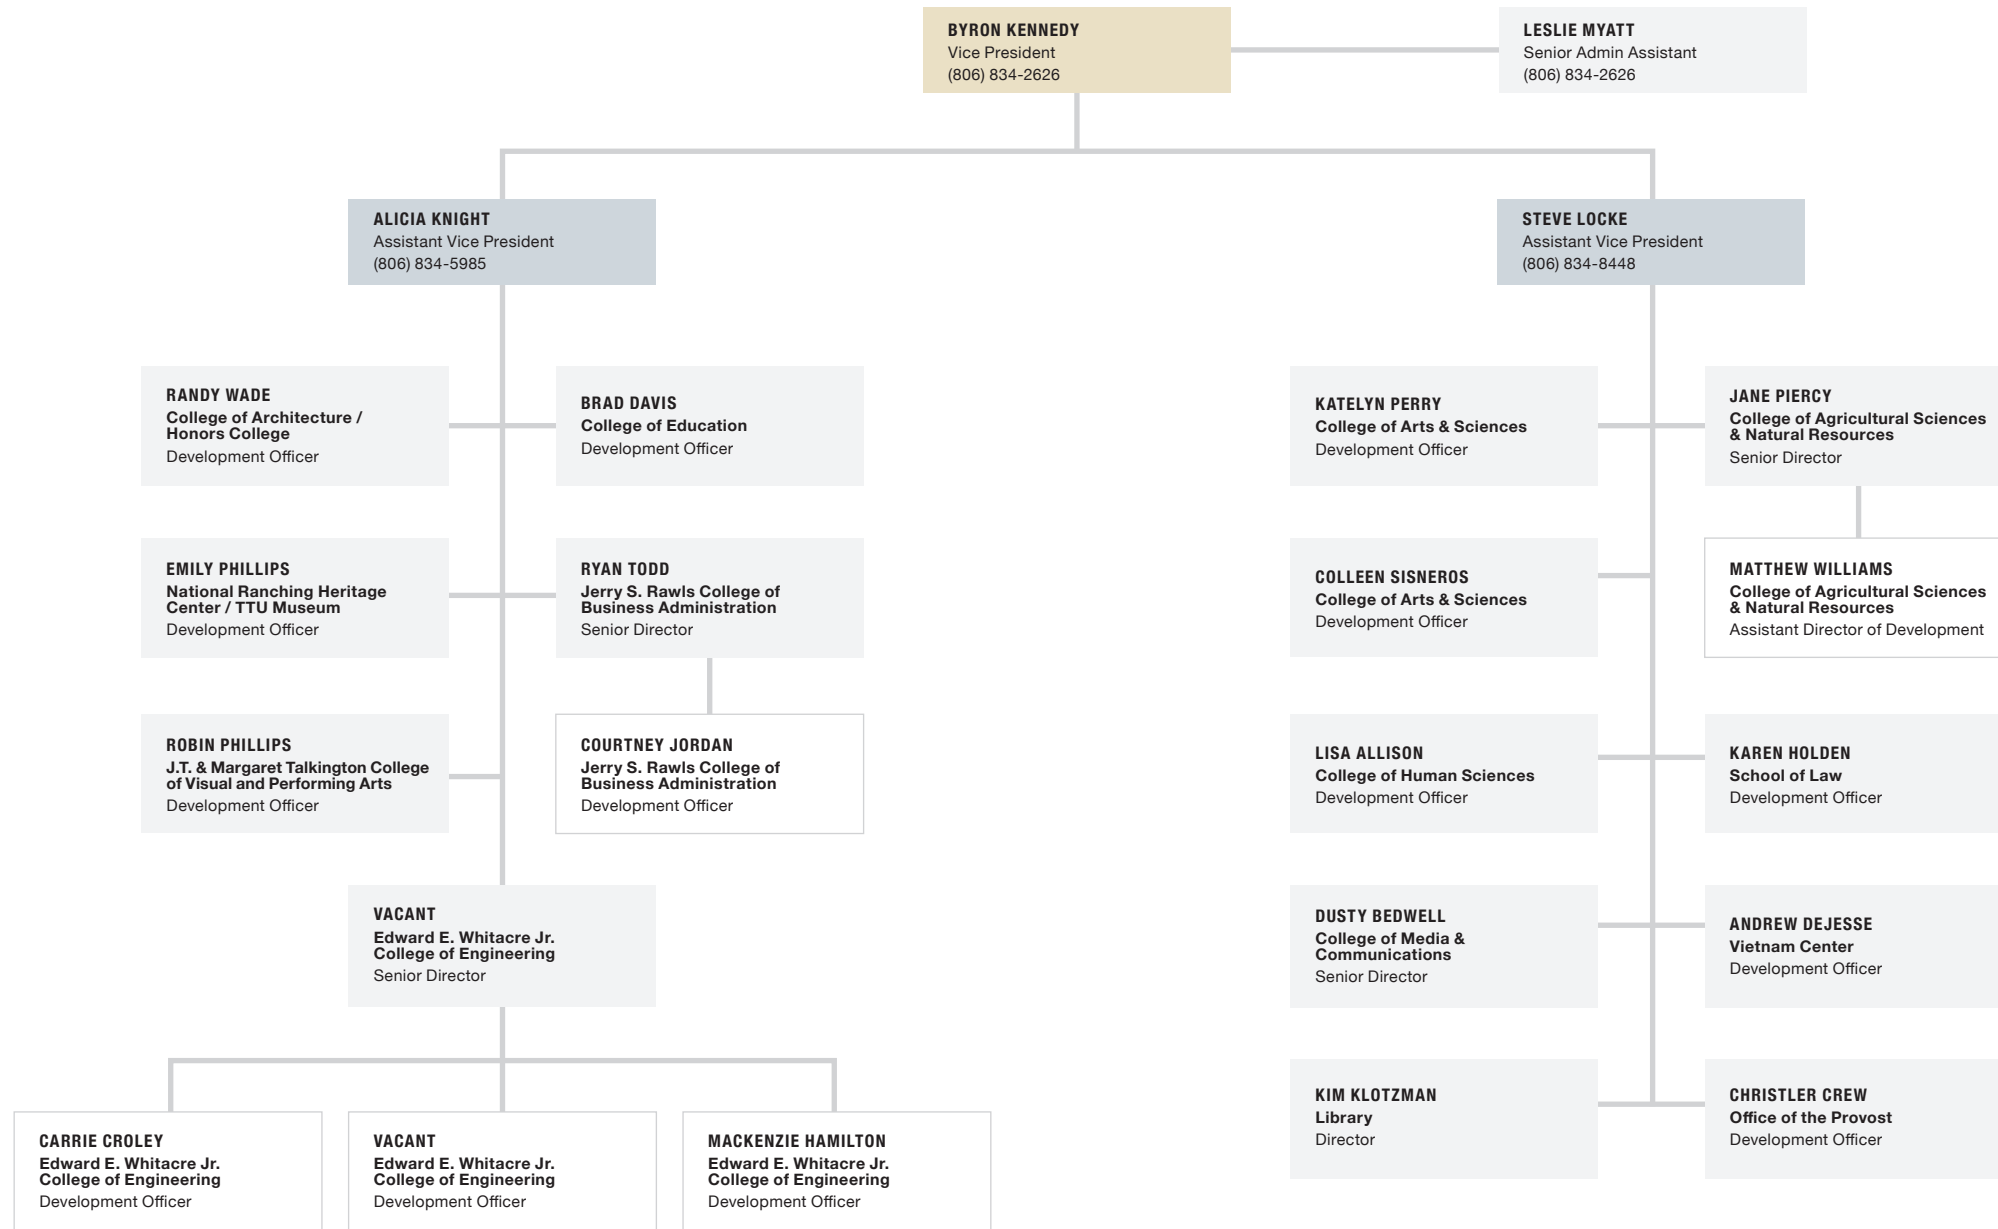 BYRON KENNEDY
Vice President
(806) 834-2626
LESLIE MYATT
Senior Admin Assistant
(806) 834-2626
ALICIA KNIGHT
Assistant Vice President
(806) 834-5985
STEVE LOCKE
Assistant Vice President
(806) 834-8448
RANDY WADE
College of Architecture /
Honors College
Development Officer
BRAD DAVIS
College of Education
Development Officer
EMILY PHILLIPS
National Ranching Heritage
Center / TTU Museum
Development Officer
RYAN TODD
Jerry S. Rawls College of
Business Administration
Senior Director
ROBIN PHILLIPS
J.T. & Margaret Talkington College
of Visual and Performing Arts
Development Officer
COURTNEY JORDAN
Jerry S. Rawls College of
Business Administration
Development Officer
VACANT
Edward E. Whitacre Jr.
College of Engineering
Senior Director
CARRIE CROLEY
Edward E. Whitacre Jr.
College of Engineering
Development Officer
VACANT
Edward E. Whitacre Jr.
College of Engineering
Development Officer
MACKENZIE HAMILTON
Edward E. Whitacre Jr.
College of Engineering
Development Officer
KATELYN PERRY
College of Arts & Sciences
Development Officer
JANE PIERCY
College of Agricultural Sciences
& Natural Resources
Senior Director
COLLEEN SISNEROS
College of Arts & Sciences
Development Officer
MATTHEW WILLIAMS
College of Agricultural Sciences
& Natural Resources
Assistant Director of Development
LISA ALLISON
College of Human Sciences
Development Officer
KAREN HOLDEN
School of Law
Development Officer
DUSTY BEDWELL
College of Media &
Communications
Senior Director
ANDREW DEJESSE
Vietnam Center
Development Officer
KIM KLOTZMAN
Library
Director
CHRISTLER CREW
Office of the Provost
Development Officer